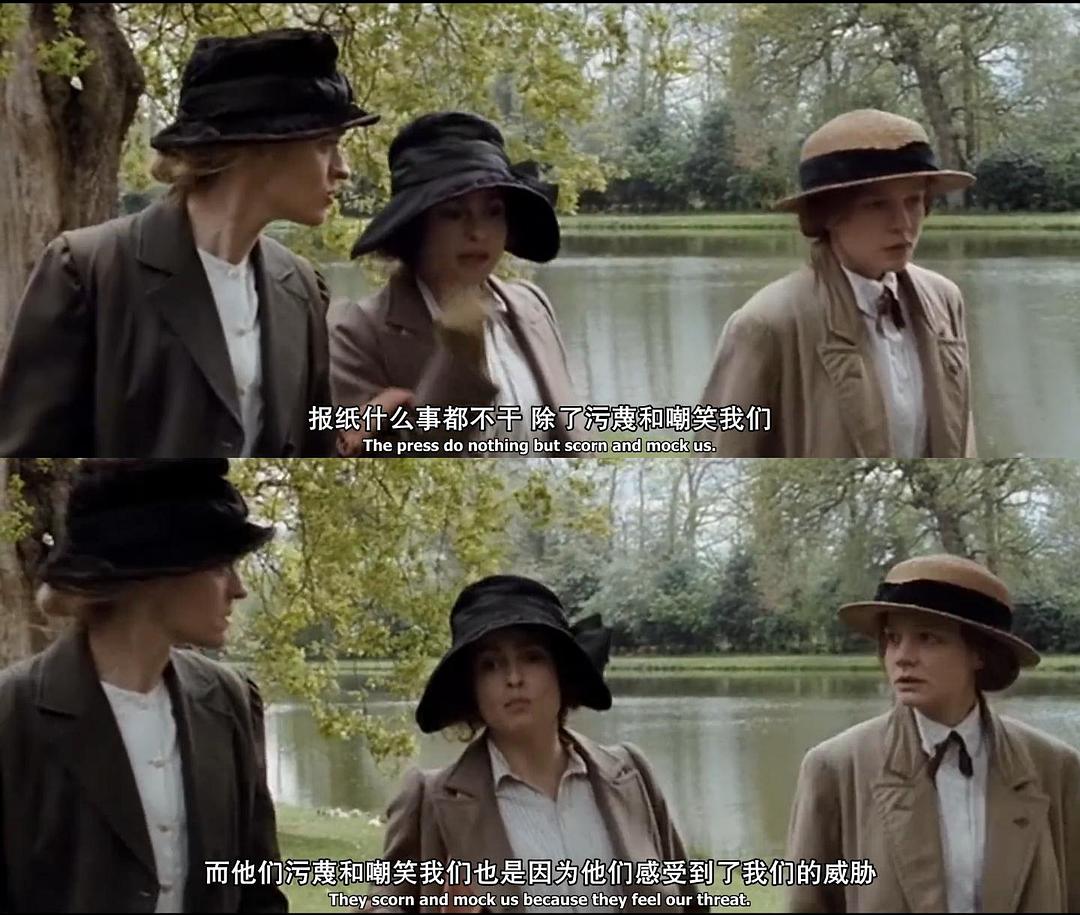 报纸什么事都不干 除了污蔑和嘲笑我们
The press do nothing but scorn and mock us.
而他们污蔑和嘲笑我们也是因为他们感受到了我们的威胁
They scorn and mock us because they feel our threat.